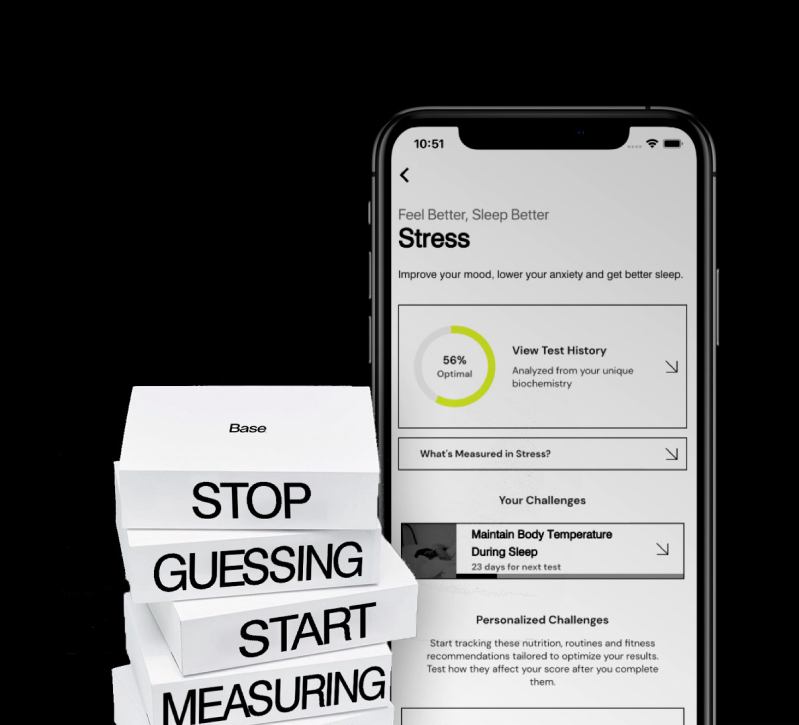 10:51
Feel Better, Sleep Better
Stress
Improve your mood, lower your anxiety and get better sleep.
56%
Optimal
View Test History
Analyzed from your unique
biochemistry
What's Measured in Stress?
Your Challenges
Maintain Body Temperature
During Sleep
23 days for next test
Personalized Challenges
Start tracking these nutrition, routines and fitness
recommendations tailored to optimize your results.
Test how they affect your score after you complete
them.
Base
STOP
GUESSING
START
MEASURING